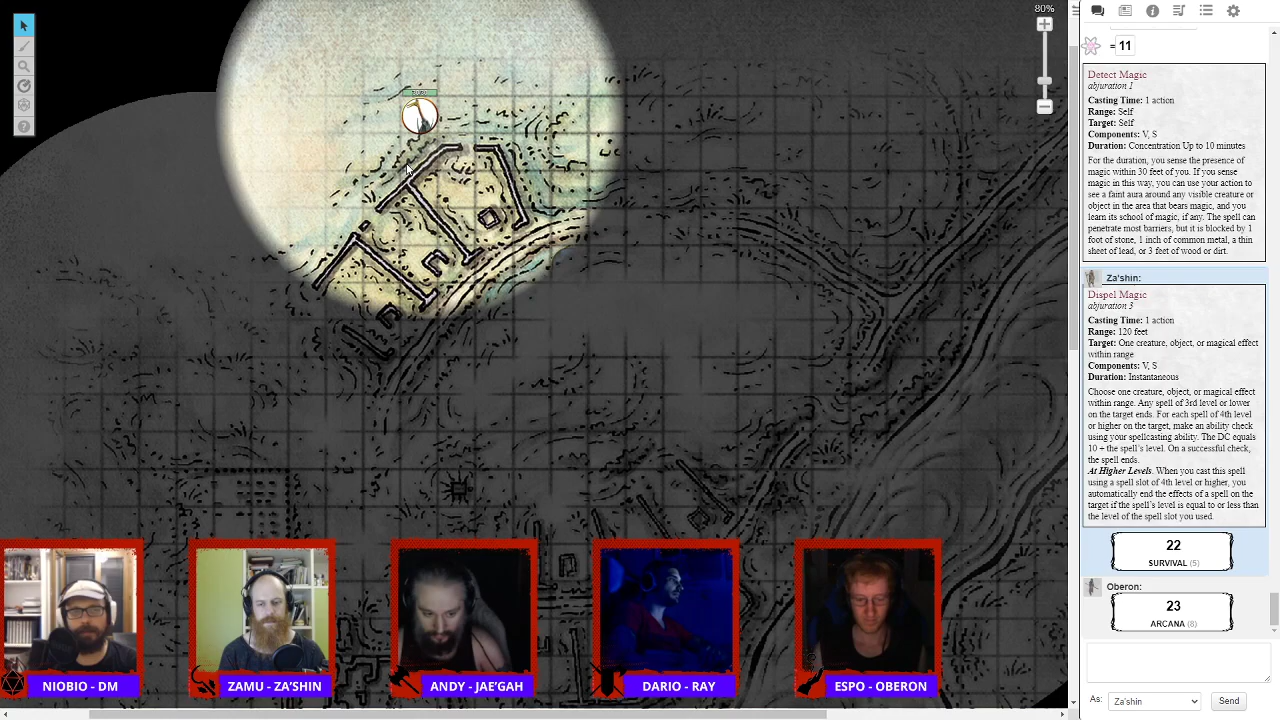 80%
= 11
Detect Magic
abjuration 1
Casting Time: 1 action
Range: Self
Target: Self
Components: V, S
Duration: Concentration Up to 10 minutes
For the duration, you sense the presence of
magic within 30 feet of you. If you sense
magic in this way, you can use your action to
see a faint aura around any visible creature or
object in the area that bears magic, and you
learn its school of magic, if any. The spell can
penetrate most barriers, but it is blocked by 1
foot of stone, 1 inch of common metal, a thin
sheet of lead, or 3 feet of wood or dirt.
Za'shin:
Dispel Magic
abjuration 3
Casting Time: 1 action
Range: 120 feet
Target: One creature, object, or magical effect
within range
Components: V, S
Duration: Instantaneous
Choose one creature, object, or magical effect
within range. Any spell of 3rd level or lower
on the target ends. For each spell of 4th level
or higher on the target, make an ability check
using your spellcasting ability. The DC equals
10 + the spell's level. On a successful check,
the spell ends.
At Higher Levels. When you cast this spell
using a spell slot of 4th level or higher, you
automatically end the effects of a spell on the
target if the spell's level is equal to or less than
the level of the spell slot you used.
22
SURVIVAL (5)
Oberon:
23
ARCANA (8)
As: Za'shin Send
NIOBIO - DM
ZAMU - ZA'SHIN
ANDY - JAE'GAH
DARIO - RAY
ESPO - OBERON